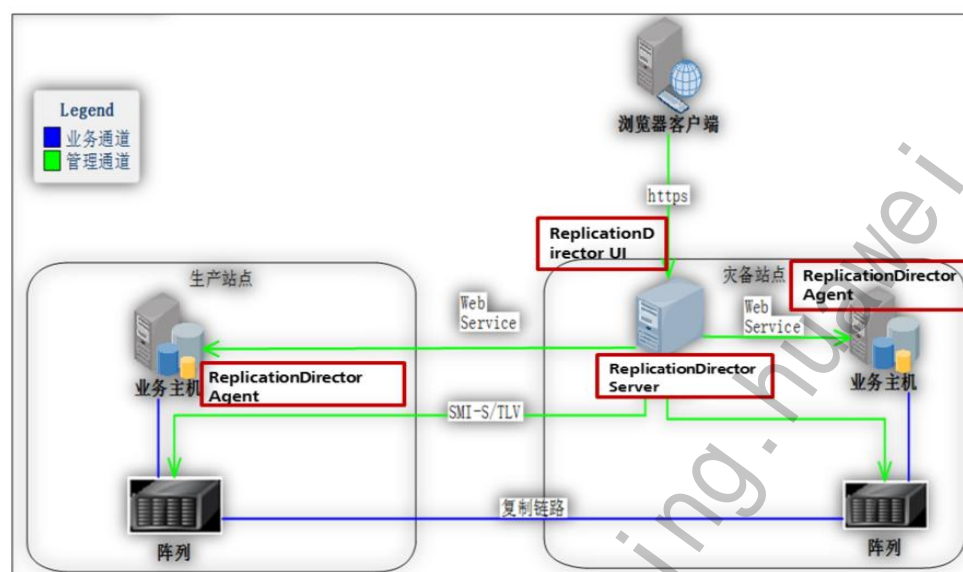 浏览器客户端
Legend
业务通道
管理通道
https
ReplicationD
irector UI
生产站点
灾备站点
ReplicationDirector
Agent
Web
Service
Web
Service
业务主机
ReplicationDirector
Agent
ReplicationDirector
Server
业务主机
SMI-S/TLV
复制链路
阵列
阵列
ing.huawei